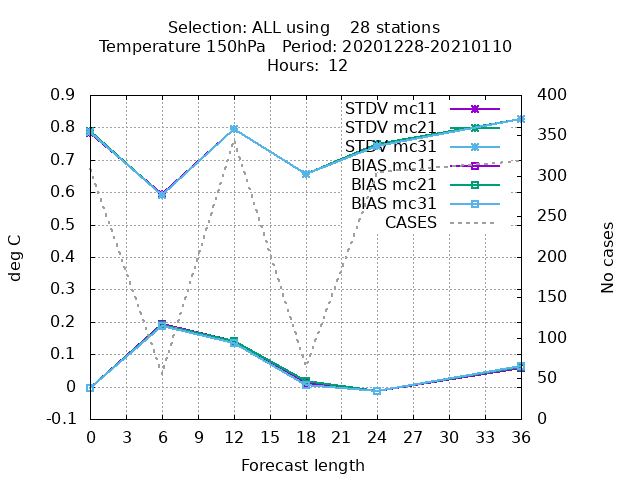 Selection: ALL using    28 stations
Temperature 150hPa   Period: 20201228-20210110
Hours:  12
0.9
0.8
0.7
0.6
0.5
0.4
0.3
0.2
0.1
0
-0.1
deg C
STDV mc11
STDV mc21
STDV mc31
BIAS mc11
BIAS mc21
BIAS mc31
CASES
400
350
300
250
200
150
100
50
0
No cases
0 3 6 9 12 15 18 21 24 27 30 33 36
Forecast length